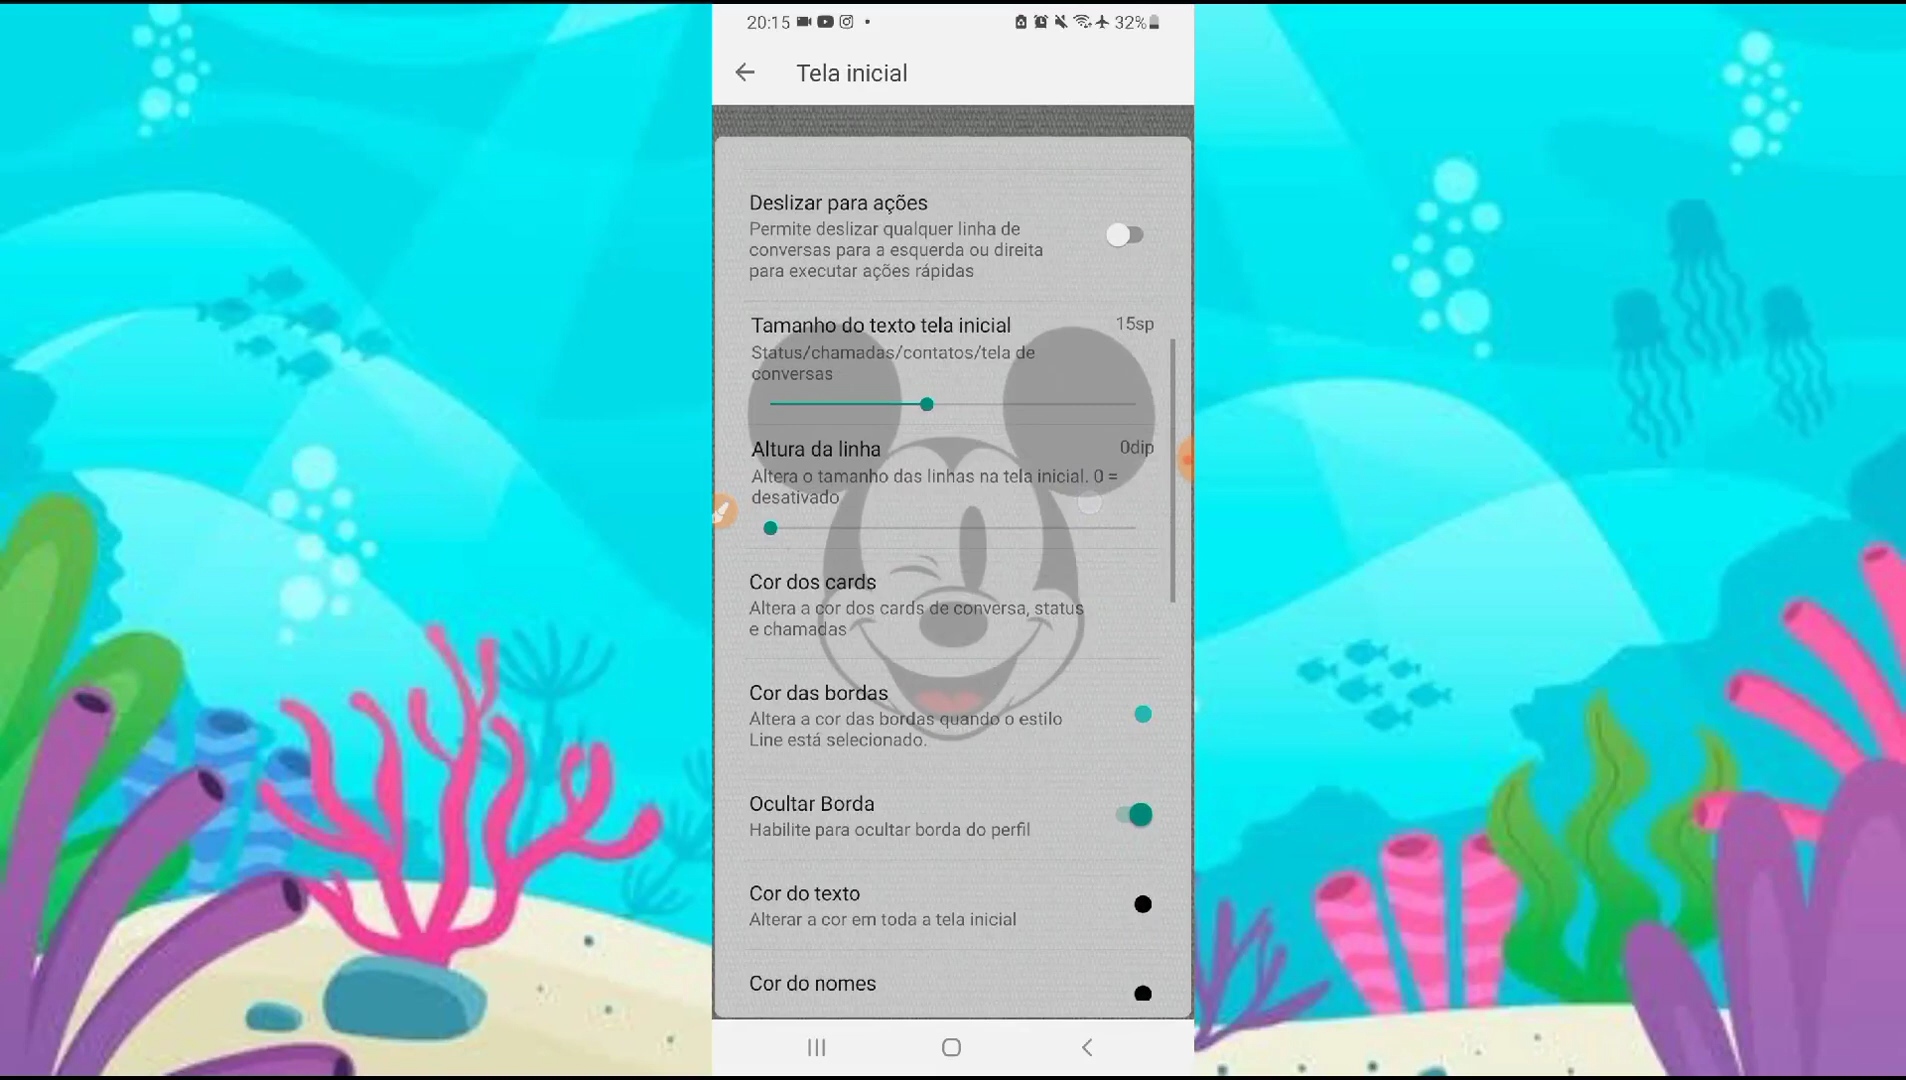 20:15
32%
Tela inicial
Deslizar para ações
Permite deslizar qualquer linha de
conversas para a esquerda ou direita
para executar ações rápidas
Tamanho do texto tela inicial
15sp
Status/chamadas/contatos/tela de
conversas
Altura da linha
0dip
Altera o tamanho das linhas na tela inicial. 0 =
desativado
Cor dos cards
Altera a cor dos cards de conversa, status
e chamadas
Cor das bordas
Altera a cor das bordas quando o estilo
Line está selecionado.
Ocultar Borda
Habilite para ocultar borda do perfil
Cor do texto
Alterar a cor em toda a tela inicial
Cor do nomes